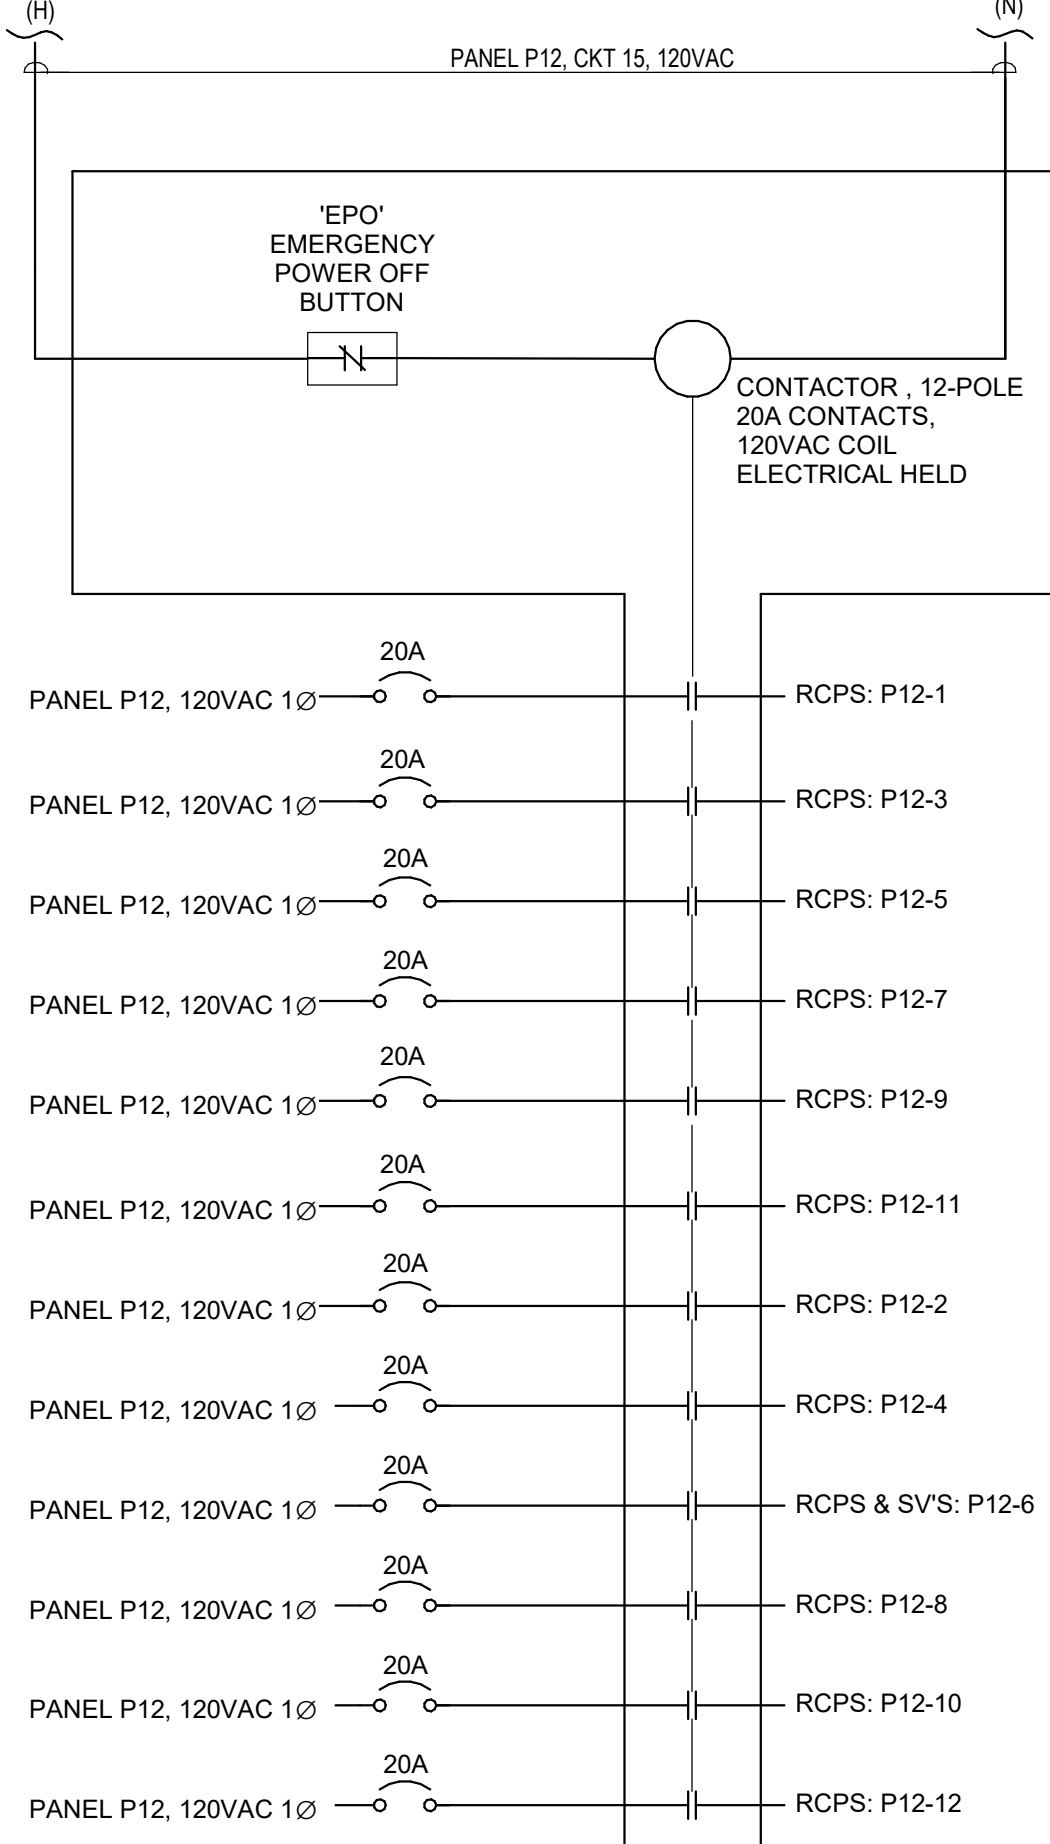 (H)
(N)
PANEL P12, CKT 15, 120VAC
'EPO'
EMERGENCY
POWER OFF
BUTTON
CONTACTOR , 12-POLE
20A CONTACTS,
120VAC COIL
ELECTRICAL HELD
20A
PANEL P12, 120VAC 1∅
RCPS: P12-1
20A
PANEL P12, 120VAC 1∅
RCPS: P12-3
20A
PANEL P12, 120VAC 1∅
RCPS: P12-5
20A
PANEL P12, 120VAC 1∅
RCPS: P12-7
20A
PANEL P12, 120VAC 1∅
RCPS: P12-9
20A
PANEL P12, 120VAC 1∅
RCPS: P12-11
20A
PANEL P12, 120VAC 1∅
RCPS: P12-2
20A
PANEL P12, 120VAC 1∅
RCPS: P12-4
20A
PANEL P12, 120VAC 1∅
RCPS & SV'S: P12-6
20A
PANEL P12, 120VAC 1∅
RCPS: P12-8
20A
PANEL P12, 120VAC 1∅
RCPS: P12-10
20A
PANEL P12, 120VAC 1∅
RCPS: P12-12